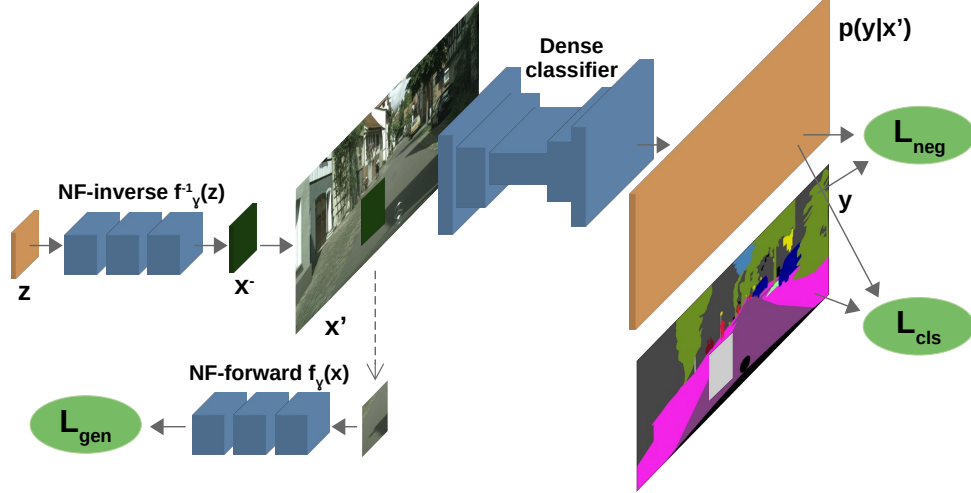 p(y|x')
Dense
classifier
L_neg
NF-inverse f⁻¹_γ(z)
y
z
x⁻
x'
L_cls
NF-forward f_γ(x)
L_gen